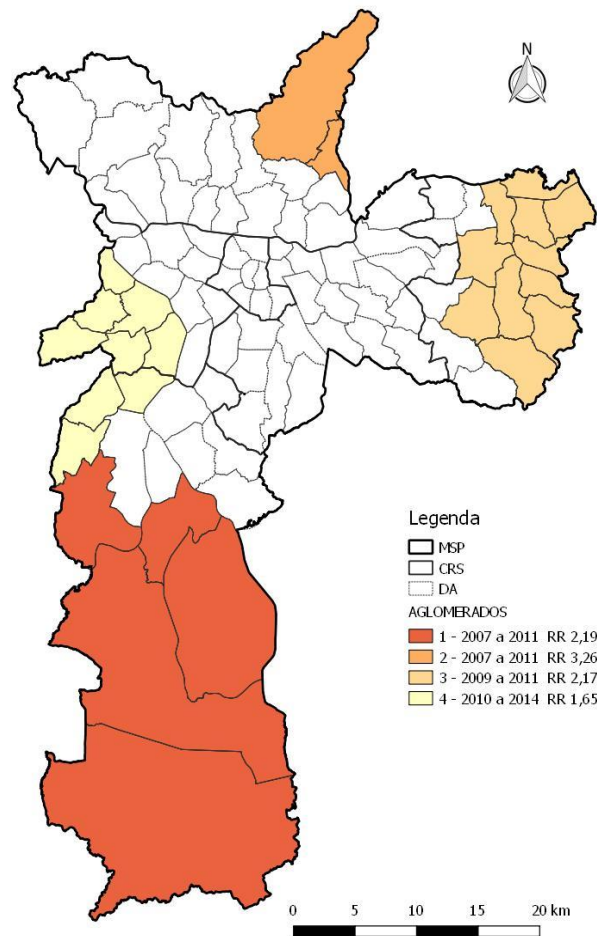 N
Legenda
MSP
CRS
DA
AGLOMERADOS
1 - 2007 a 2011 RR 2,19
2 - 2007 a 2011 RR 3,26
3 - 2009 a 2011 RR 2,17
4 - 2010 a 2014 RR 1,65
0 5 10 15 20 km